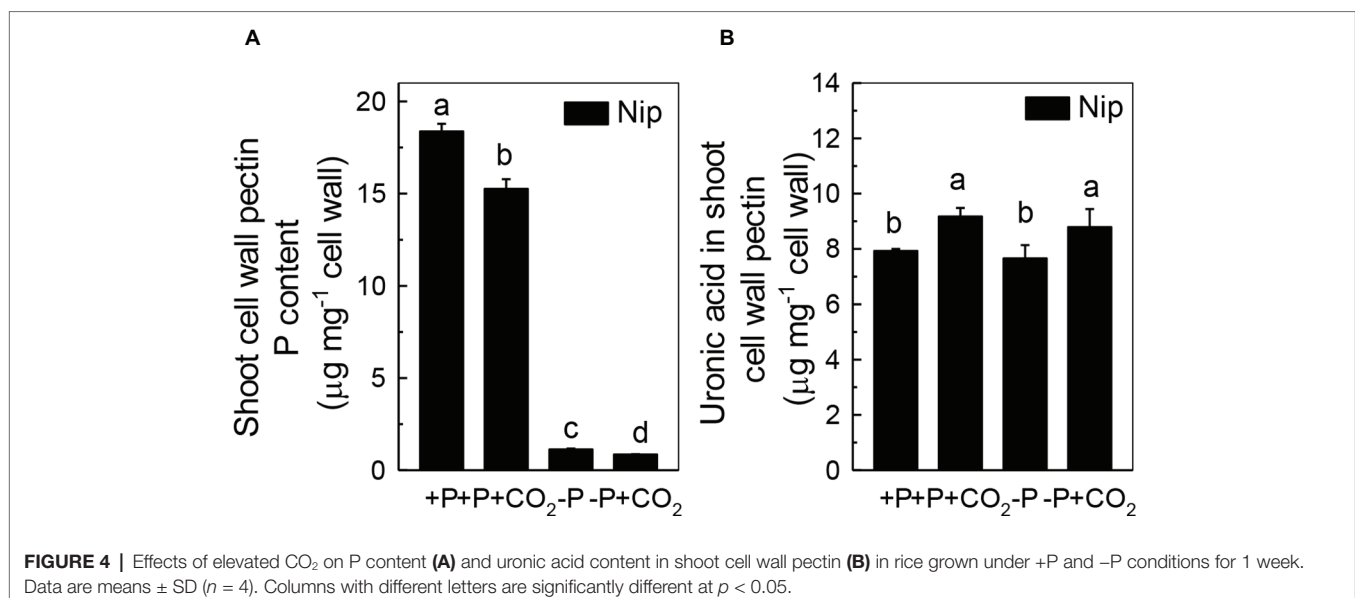 A
B
Shoot cell wall pectin
P content
(µg mg⁻¹ cell wall)
20
15
10
5
0
Nip
a
b
c
d
+P+P+CO₂-P -P+CO₂
Uronic acid in shoot
cell wall pectin
(µg mg⁻¹ cell wall)
14
12
10
8
6
4
2
0
Nip
b
a
b
a
+P+P+CO₂-P -P+CO₂
FIGURE 4 | Effects of elevated CO₂ on P content (A) and uronic acid content in shoot cell wall pectin (B) in rice grown under +P and −P conditions for 1 week.
Data are means ± SD (n = 4). Columns with different letters are significantly different at p < 0.05.